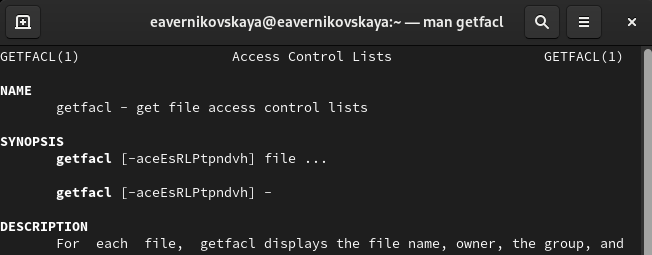 eavernikovskaya@eavernikovskaya:~ — man getfacl
GETFACL(1) Access Control Lists GETFACL(1)
NAME
getfacl - get file access control lists
SYNOPSIS
getfacl [-aceEsRLPtpndvh] file ...
getfacl [-aceEsRLPtpndvh] -
DESCRIPTION
For each file, getfacl displays the file name, owner, the group, and